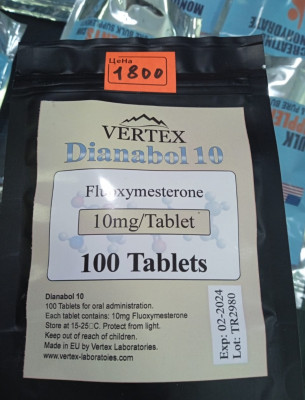 Цена
1800
VERTEX
Dianabol 10
Fluoxymesterone
10mg/Tablet
100 Tablets
Dianabol 10
100 Tablets for oral administration.
Each tablet contains: 10mg Fluoxymesterone
Store at 15-25□C. Protect from light.
Keep out of reach of children.
Made in EU by Vertex Laboratories.
www.vertex-laboratoies.com
Exp: 02-2024
Lot: TR2980